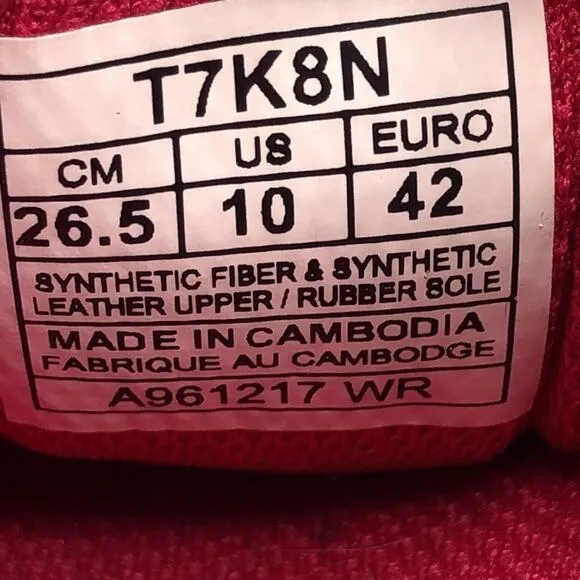 T7K8N
CM US EURO
26.5 10 42
SYNTHETIC FIBER & SYNTHETIC
LEATHER UPPER / RUBBER SOLE
MADE IN CAMBODIA
FABRIQUE AU CAMBODGE
A961217 WR